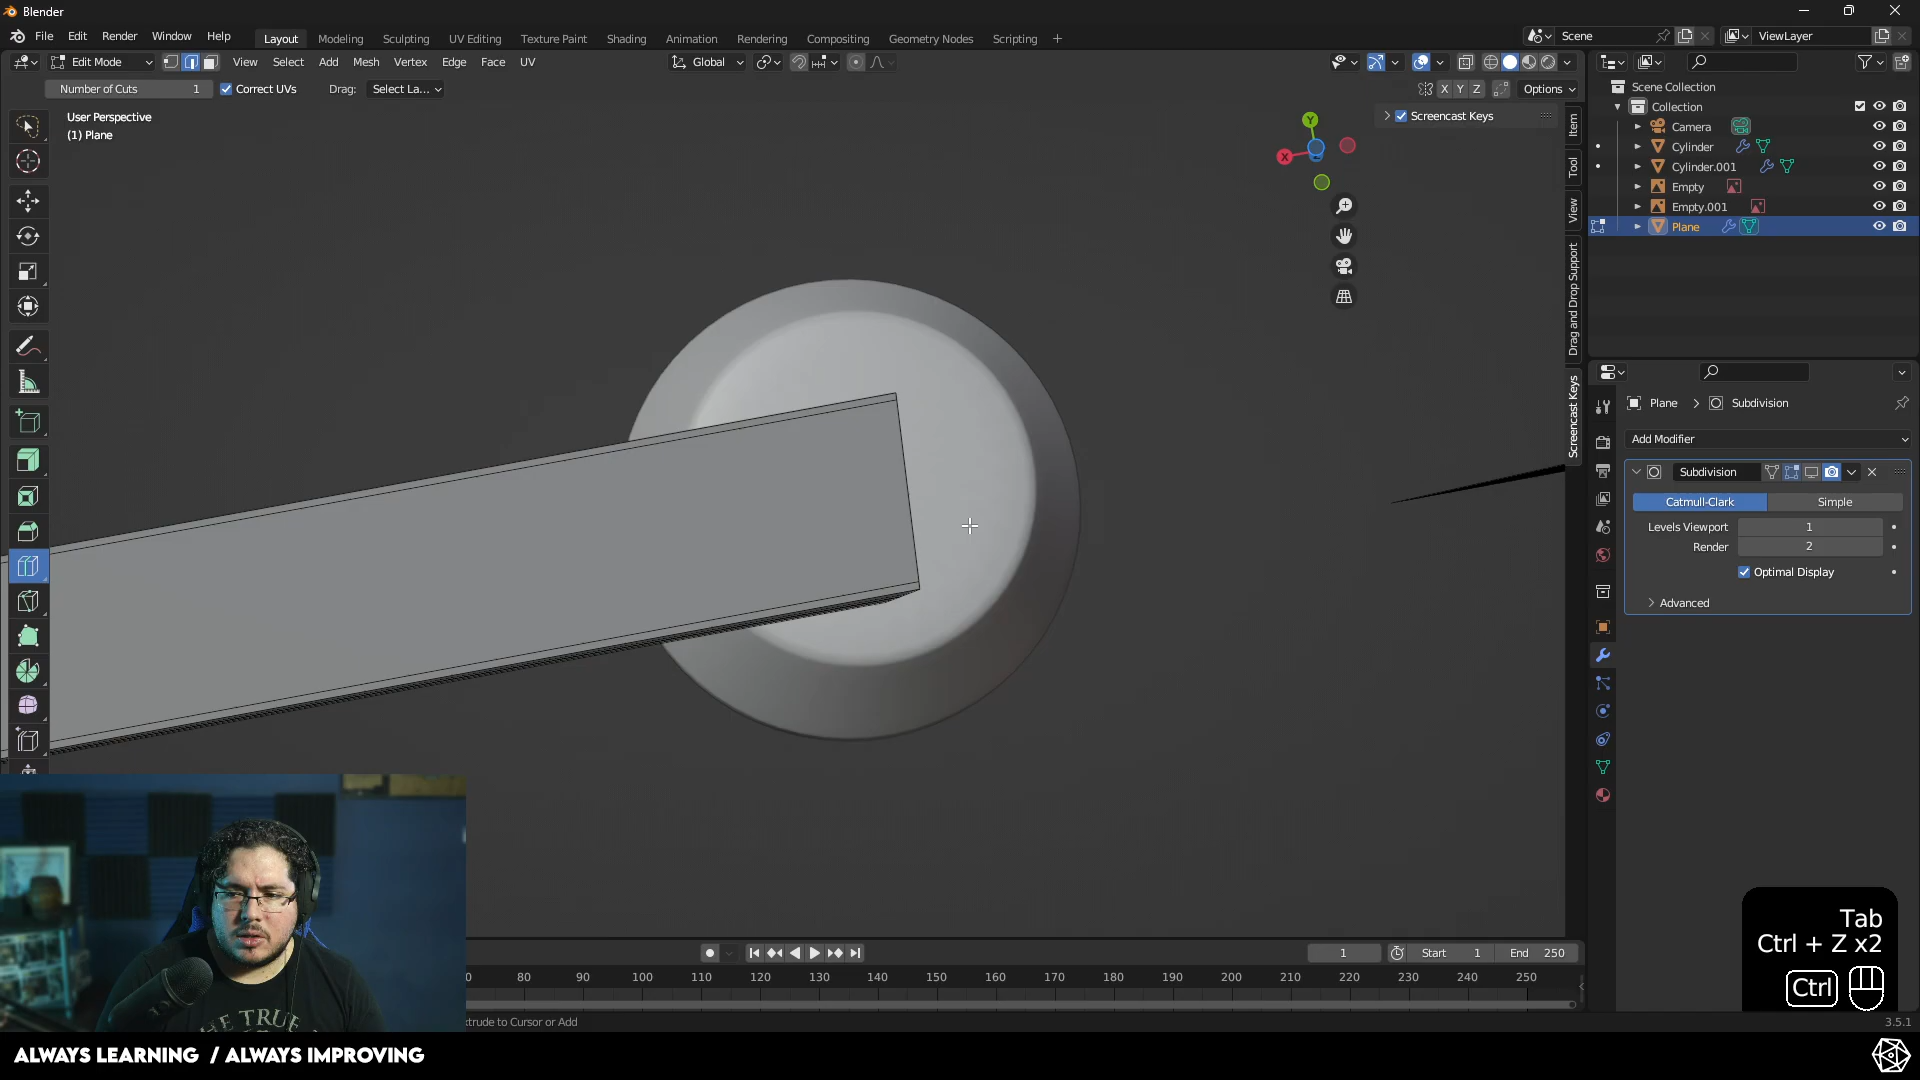 Blender
File Edit Render Window Help
Layout Modeling Sculpting UV Editing Texture Paint Shading Animation Rendering Compositing Geometry Nodes Scripting +
Scene
ViewLayer
Edit Mode
View Select Add Mesh Vertex Edge Face UV
Global
Number of Cuts 1
Correct UVs
Drag: Select La...
X Y Z
Options
User Perspective
(1) Plane
Screencast Keys
Y
X
Item
Tool
View
Drag and Drop Support
Screencast Keys
Scene Collection
Collection
Camera
Cylinder
Cylinder.001
Empty
Empty.001
Plane
Plane > Subdivision
Add Modifier
Subdivision
Catmull-Clark Simple
Levels Viewport 1
Render 2
Optimal Display
Advanced
Tab
Ctrl + Z x2
Ctrl
1
Start 1 End 250
80 90 100 110 120 130 140 150 160 170 180 190 200 210 220 230 240 250
xtrude to Cursor or Add
3.5.1
HE TRU
ALWAYS LEARNING / ALWAYS IMPROVING